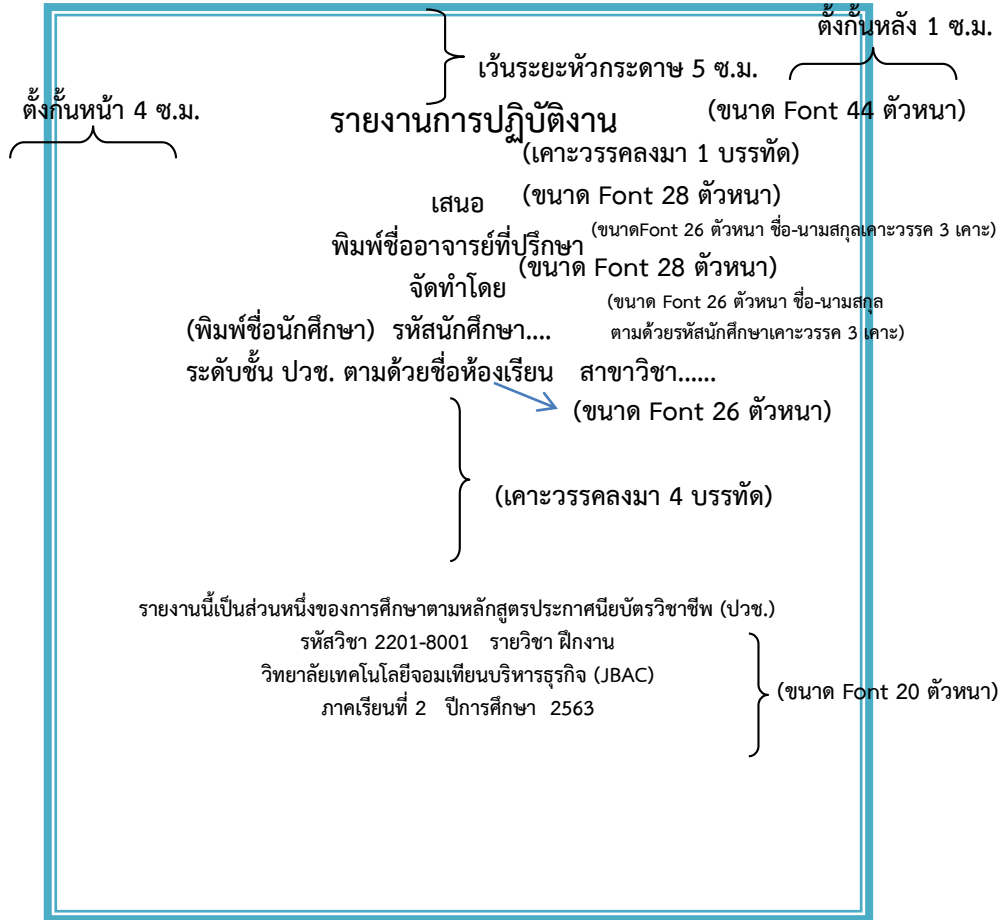 ตั้งกั้นหลัง 1 ซ.ม.
เว้นระยะหัวกระดาษ 5 ซ.ม.
ตั้งกั้นหน้า 4 ซ.ม.
รายงานการปฏิบัติงาน
(ขนาด Font 44 ตัวหนา)
(เคาะวรรคลงมา 1 บรรทัด)
เสนอ
(ขนาด Font 28 ตัวหนา)
พิมพ์ชื่ออาจารย์ที่ปรึกษา
(ขนาดFont 26 ตัวหนา ชื่อ-นามสกุลเคาะวรรค 3 เคาะ)
(ขนาด Font 28 ตัวหนา)
จัดทำโดย
(ขนาด Font 26 ตัวหนา ชื่อ-นามสกุล
(พิมพ์ชื่อนักศึกษา) รหัสนักศึกษา....
ตามด้วยรหัสนักศึกษาเคาะวรรค 3 เคาะ)
ระดับชั้น ปวช. ตามด้วยชื่อห้องเรียน สาขาวิชา......
(ขนาด Font 26 ตัวหนา)
(เคาะวรรคลงมา 4 บรรทัด)
รายงานนี้เป็นส่วนหนึ่งของการศึกษาตามหลักสูตรประกาศนียบัตรวิชาชีพ (ปวช.)
รหัสวิชา 2201-8001 รายวิชา ฝึกงาน
วิทยาลัยเทคโนโลยีจอมเทียนบริหารธุรกิจ (JBAC)
ภาคเรียนที่ 2 ปีการศึกษา 2563
(ขนาด Font 20 ตัวหนา)